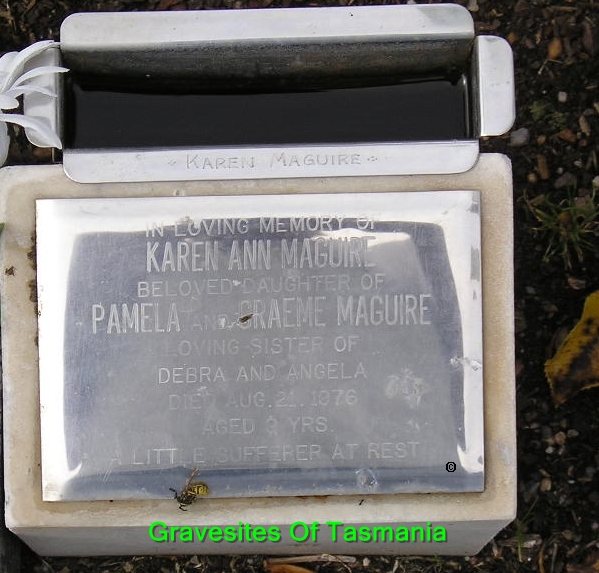 KAREN MAGUIRE
IN LOVING MEMORY OF
KAREN ANN MAGUIRE
BELOVED DAUGHTER OF
PAMELA AND GRAEME MAGUIRE
LOVING SISTER OF
DEBRA AND ANGELA
DIED AUG. 21. 1976
AGED YRS.
A LITTLE SUFFERER AT REST
©
Gravesites Of Tasmania